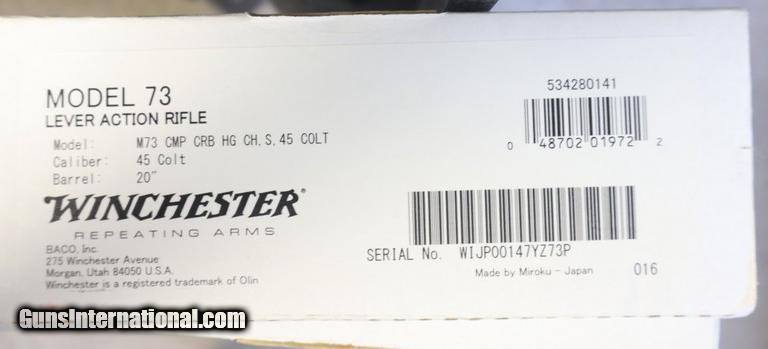 MODEL 73
LEVER ACTION RIFLE
Model: M73 CMP CRB HG CH,S,45 COLT
Caliber: 45 Colt
Barrel: 20"
WINCHESTER®
REPEATING ARMS
BACO, Inc.
275 Winchester Avenue
Morgan, Utah 84050 U.S.A.
Winchester is a registered trademark of Olin
534280141
0 48702 01972 2
SERIAL No. WIJP00147YZ73P
Made by Miroku - Japan 016
GunsInternational.com